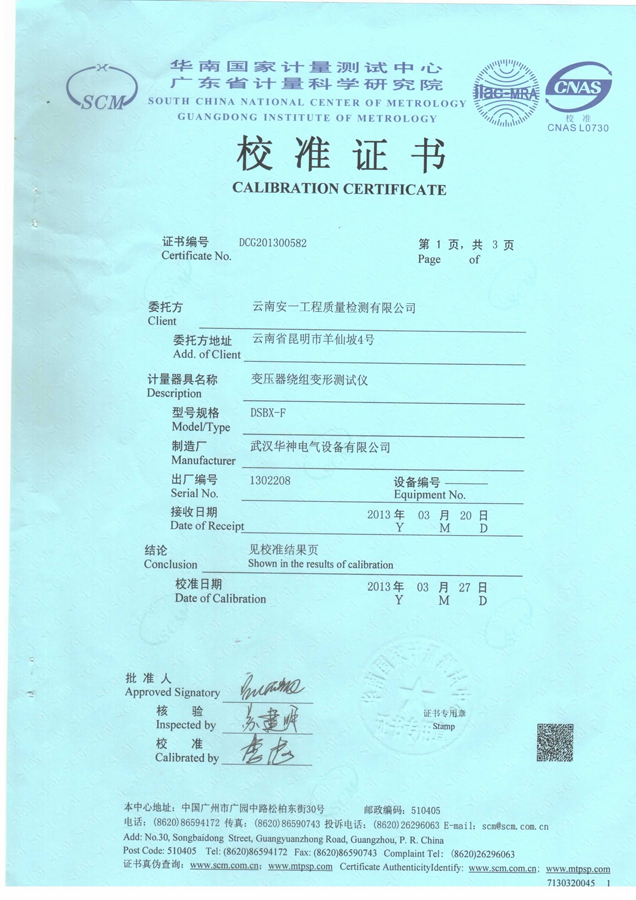 SCM
华南国家计量测试中心
广东省计量科学研究院
SOUTH CHINA NATIONAL CENTER OF METROLOGY
GUANGDONG INSTITUTE OF METROLOGY
ilac-MRA
CNAS
校 准
CNAS L0730
校准证书
CALIBRATION CERTIFICATE
证书编号 DCG201300582 第 1 页，共 3 页
Certificate No. Page of
委托方 云南安一工程质量检测有限公司
Client
委托方地址 云南省昆明市羊仙坡4号
Add. of Client
计量器具名称 变压器绕组变形测试仪
Description
型号规格 DSBX-F
Model/Type
制造厂 武汉华神电气设备有限公司
Manufacturer
出厂编号 1302208 设备编号 ————
Serial No. Equipment No.
接收日期 2013 年 03 月 20 日
Date of Receipt Y M D
结论 见校准结果页
Conclusion Shown in the results of calibration
校准日期 2013 年 03 月 27 日
Date of Calibration Y M D
批 准 人
Approved Signatory
核 验
Inspected by
校 准
Calibrated by
证书专用章
Stamp
本中心地址：中国广州市广园中路松柏东街30号 邮政编码：510405
电话：(8620)86594172 传真：(8620)86590743 投诉电话：(8620)26296063 E-mail：scm@scm.com.cn
Add: No.30, Songbaidong Street, Guangyuanzhong Road, Guangzhou, P. R. China
Post Code: 510405 Tel: (8620)86594172 Fax: (8620)86590743 Complaint Tel: (8620)26296063
证书真伪查询：www.scm.com.cn; www.mtpsp.com Certificate AuthenticityIdentify: www.scm.com.cn; www.mtpsp.com
7130320045 1